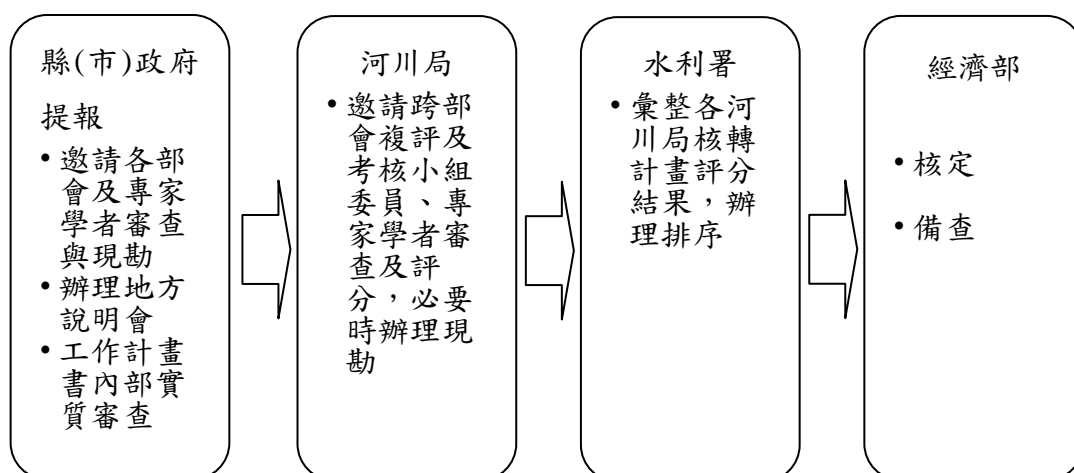 縣(市)政府
提報
• 邀請各部
會及專家
學者審查
與現勘
• 辦理地方
說明會
• 工作計畫
書內部實
質審查
河川局
• 邀請跨部
會複評及
考核小組
委員、專
家學者審
查及評
分，必要
時辦理現
勘
水利署
• 彙整各河
川局核轉
計畫評分
結果，辦
理排序
經濟部
• 核定
• 備查